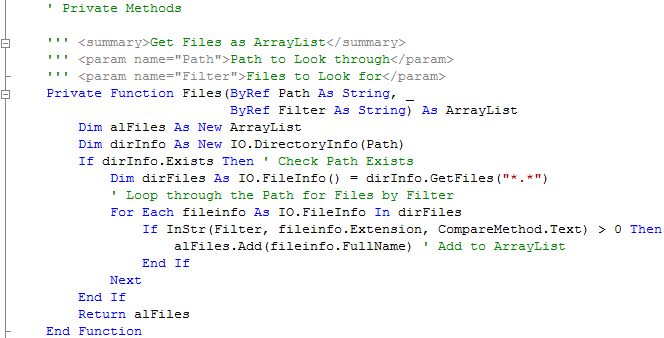 ' Private Methods
''' <summary>Get Files as ArrayList</summary>
''' <param name="Path">Path to Look through</param>
''' <param name="Filter">Files to Look for</param>
Private Function Files(ByRef Path As String, _
ByRef Filter As String) As ArrayList
Dim alFiles As New ArrayList
Dim dirInfo As New IO.DirectoryInfo(Path)
If dirInfo.Exists Then ' Check Path Exists
Dim dirFiles As IO.FileInfo() = dirInfo.GetFiles("*.*")
' Loop through the Path for Files by Filter
For Each fileinfo As IO.FileInfo In dirFiles
If InStr(Filter, fileinfo.Extension, CompareMethod.Text) > 0 Then
alFiles.Add(fileinfo.FullName) ' Add to ArrayList
End If
Next
End If
Return alFiles
End Function